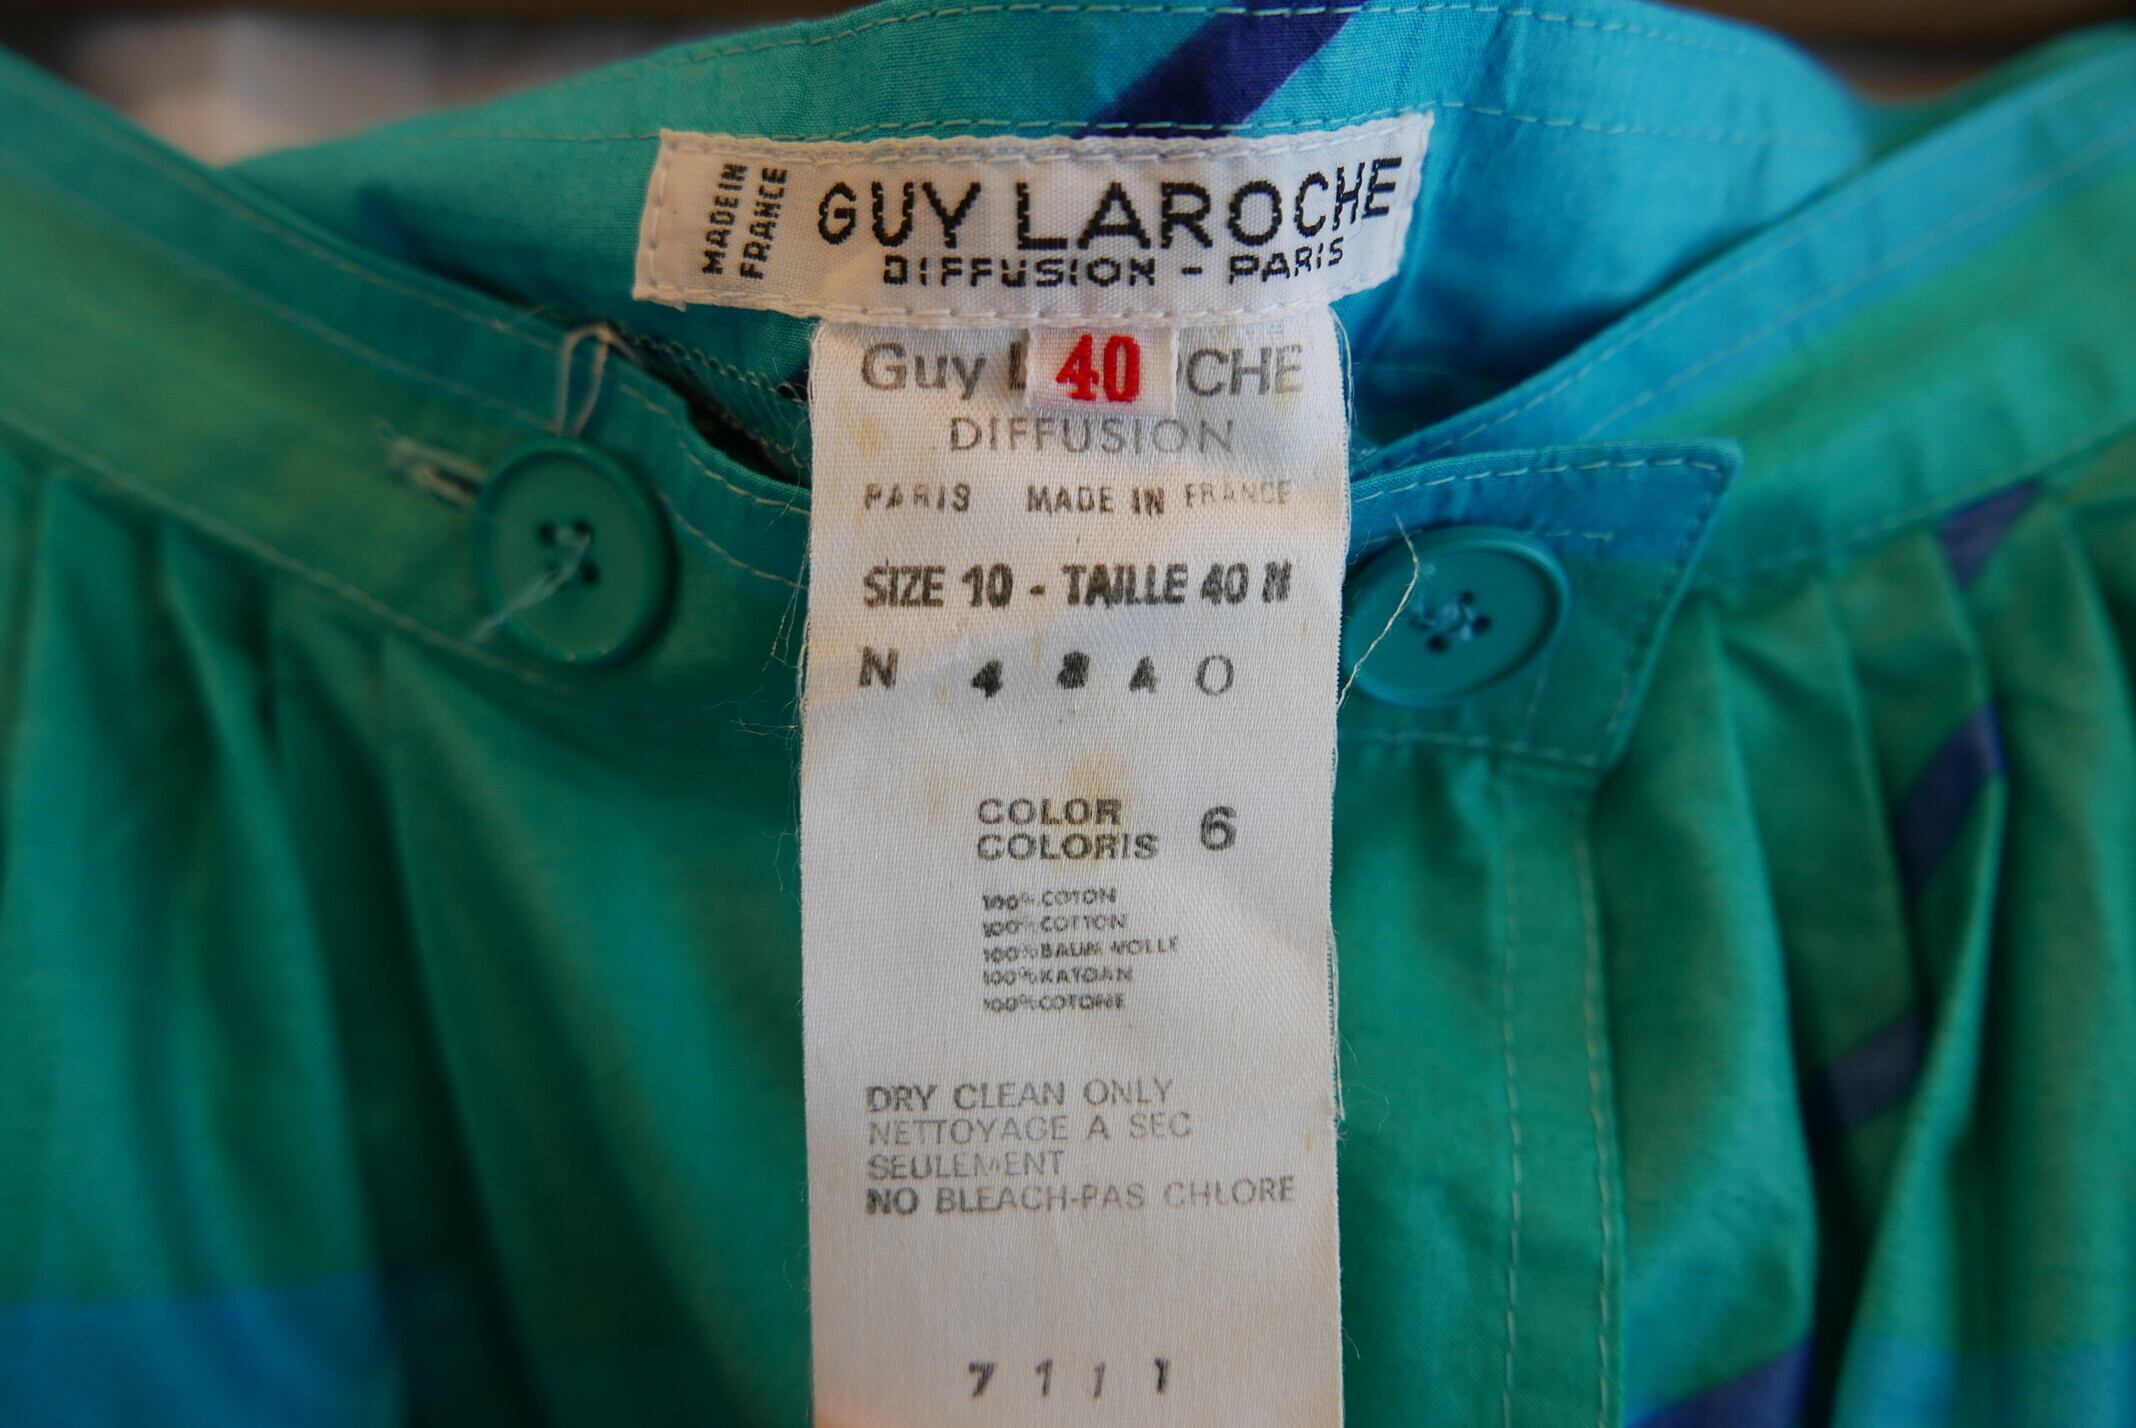 MADE IN
FRANCE
GUY LAROCHE
DIFFUSION - PARIS
40
Guy L CHE
DIFFUSION
PARIS MADE IN FRANCE
SIZE 10 - TAILLE 40 N
N 4 8 4 0
COLOR
COLORIS 6
100% COTON
100% COTTON
100% BAUMWOLLE
100% KATOAN
100% COTONE
DRY CLEAN ONLY
NETTOYAGE A SEC
SEULEMENT
NO BLEACH-PAS CHLORE
7 1 1 1